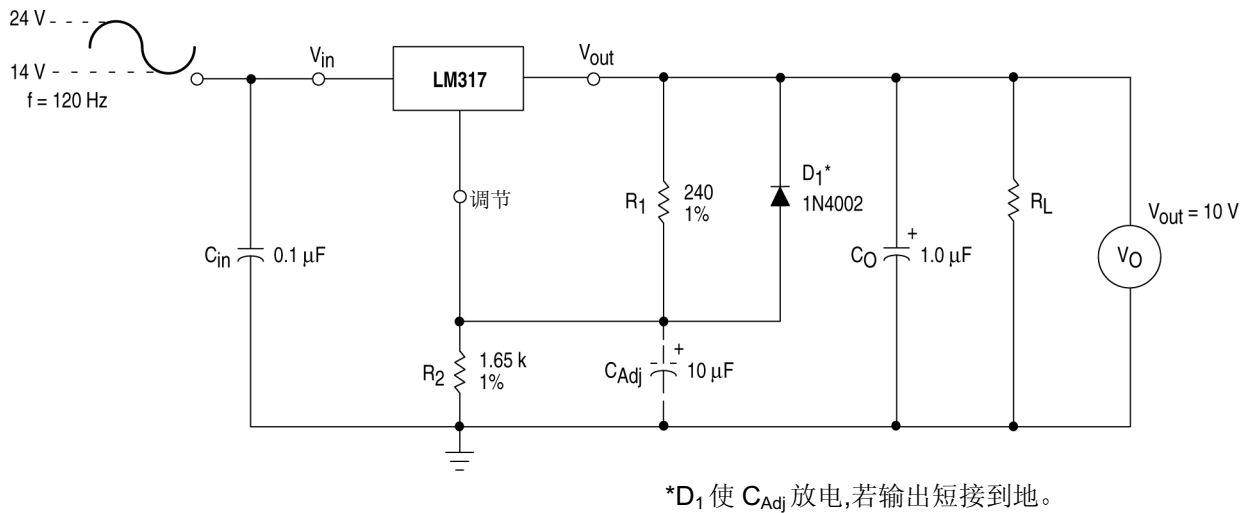 24 V
14 V
f = 120 Hz
Vin
LM317
Vout
调节
Cin
0.1 μF
R1
240
1%
D1*
1N4002
CO
+
1.0 μF
RL
Vout = 10 V
VO
R2
1.65 k
1%
CAdj
+
10 μF
*D1 使 CAdj 放电,若输出短接到地。